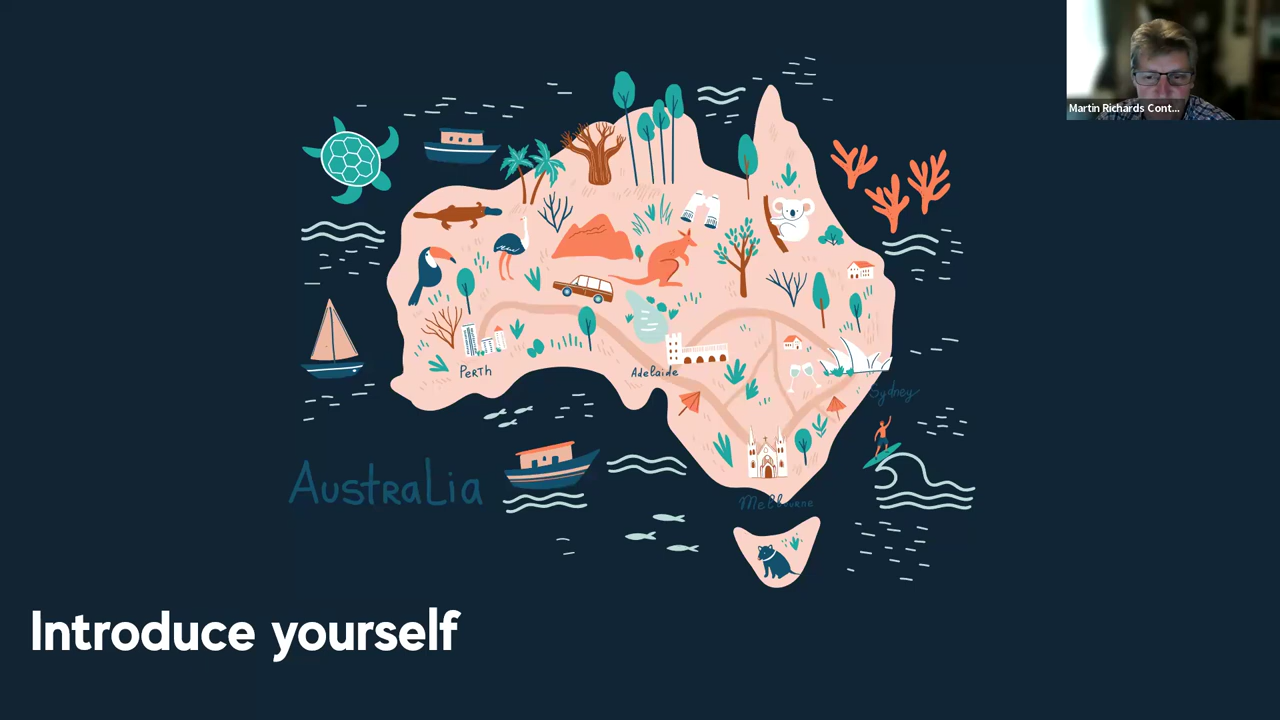 Martin Richards Cont...
Perth
Adelaide
Sydney
Australia
Melbourne
Introduce yourself